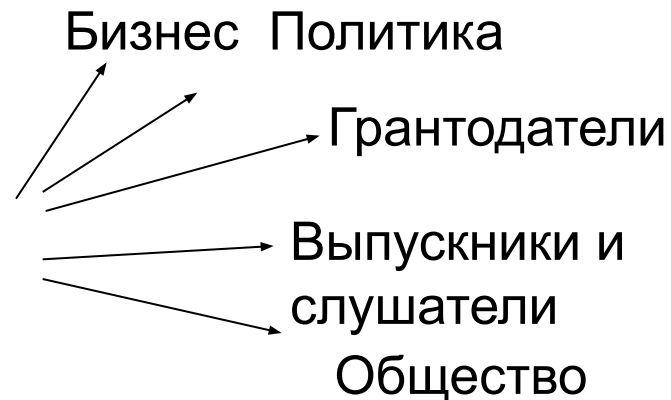 Бизнес Политика
Грантодатели
Выпускники и
слушатели
Общество